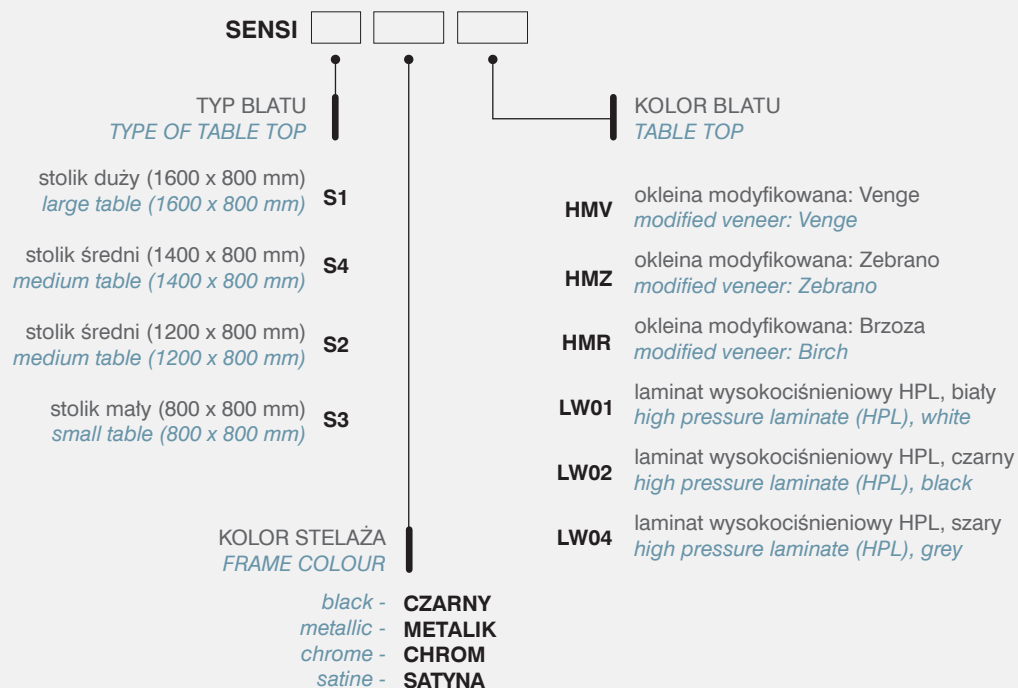 SENSI
TYP BLATU
TYPE OF TABLE TOP
stolik duży (1600 x 800 mm)
large table (1600 x 800 mm)
S1
stolik średni (1400 x 800 mm)
medium table (1400 x 800 mm)
S4
stolik średni (1200 x 800 mm)
medium table (1200 x 800 mm)
S2
stolik mały (800 x 800 mm)
small table (800 x 800 mm)
S3
KOLOR STELAŻA
FRAME COLOUR
black - CZARNY
metallic - METALIK
chrome - CHROM
satine - SATYNA
KOLOR BLATU
TABLE TOP
HMV
okleina modyfikowana: Venge
modified veneer: Venge
HMZ
okleina modyfikowana: Zebrano
modified veneer: Zebrano
HMR
okleina modyfikowana: Brzoza
modified veneer: Birch
LW01
laminat wysokociśnieniowy HPL, biały
high pressure laminate (HPL), white
LW02
laminat wysokociśnieniowy HPL, czarny
high pressure laminate (HPL), black
LW04
laminat wysokociśnieniowy HPL, szary
high pressure laminate (HPL), grey